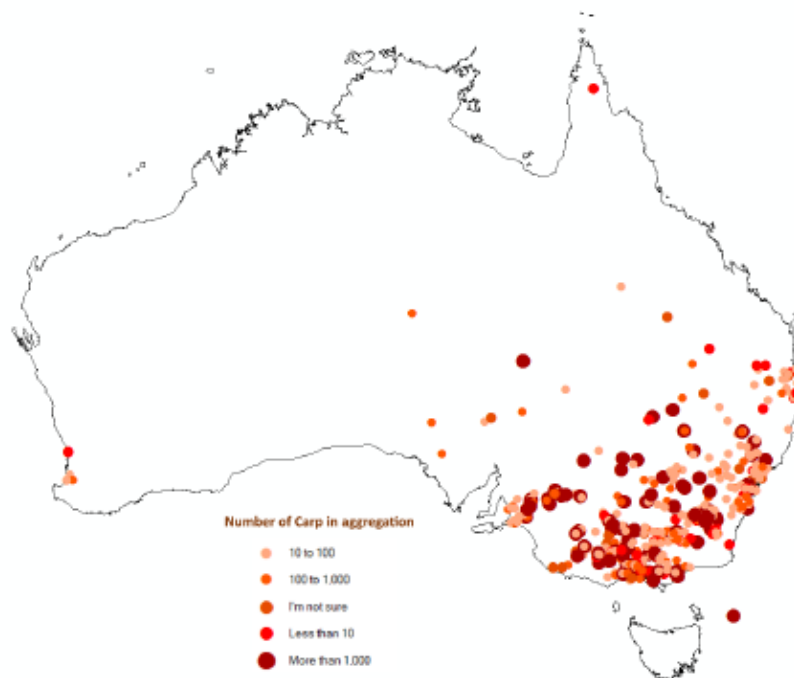 Number of Carp in aggregation
10 to 100
100 to 1,000
I'm not sure
Less than 10
More than 1,000